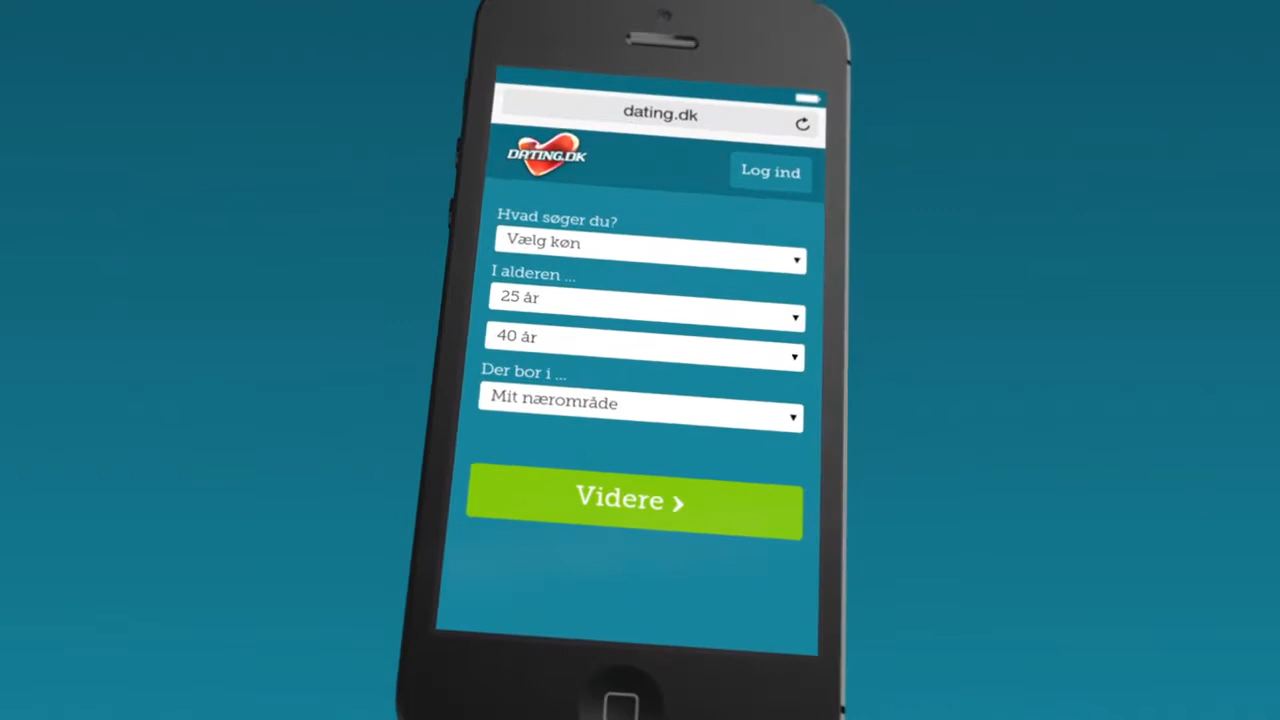 dating.dk
DATING.DK
Log ind
Hvad søger du?
Vælg køn
I alderen ...
25 år
40 år
Der bor i ...
Mit nærområde
Videre ›